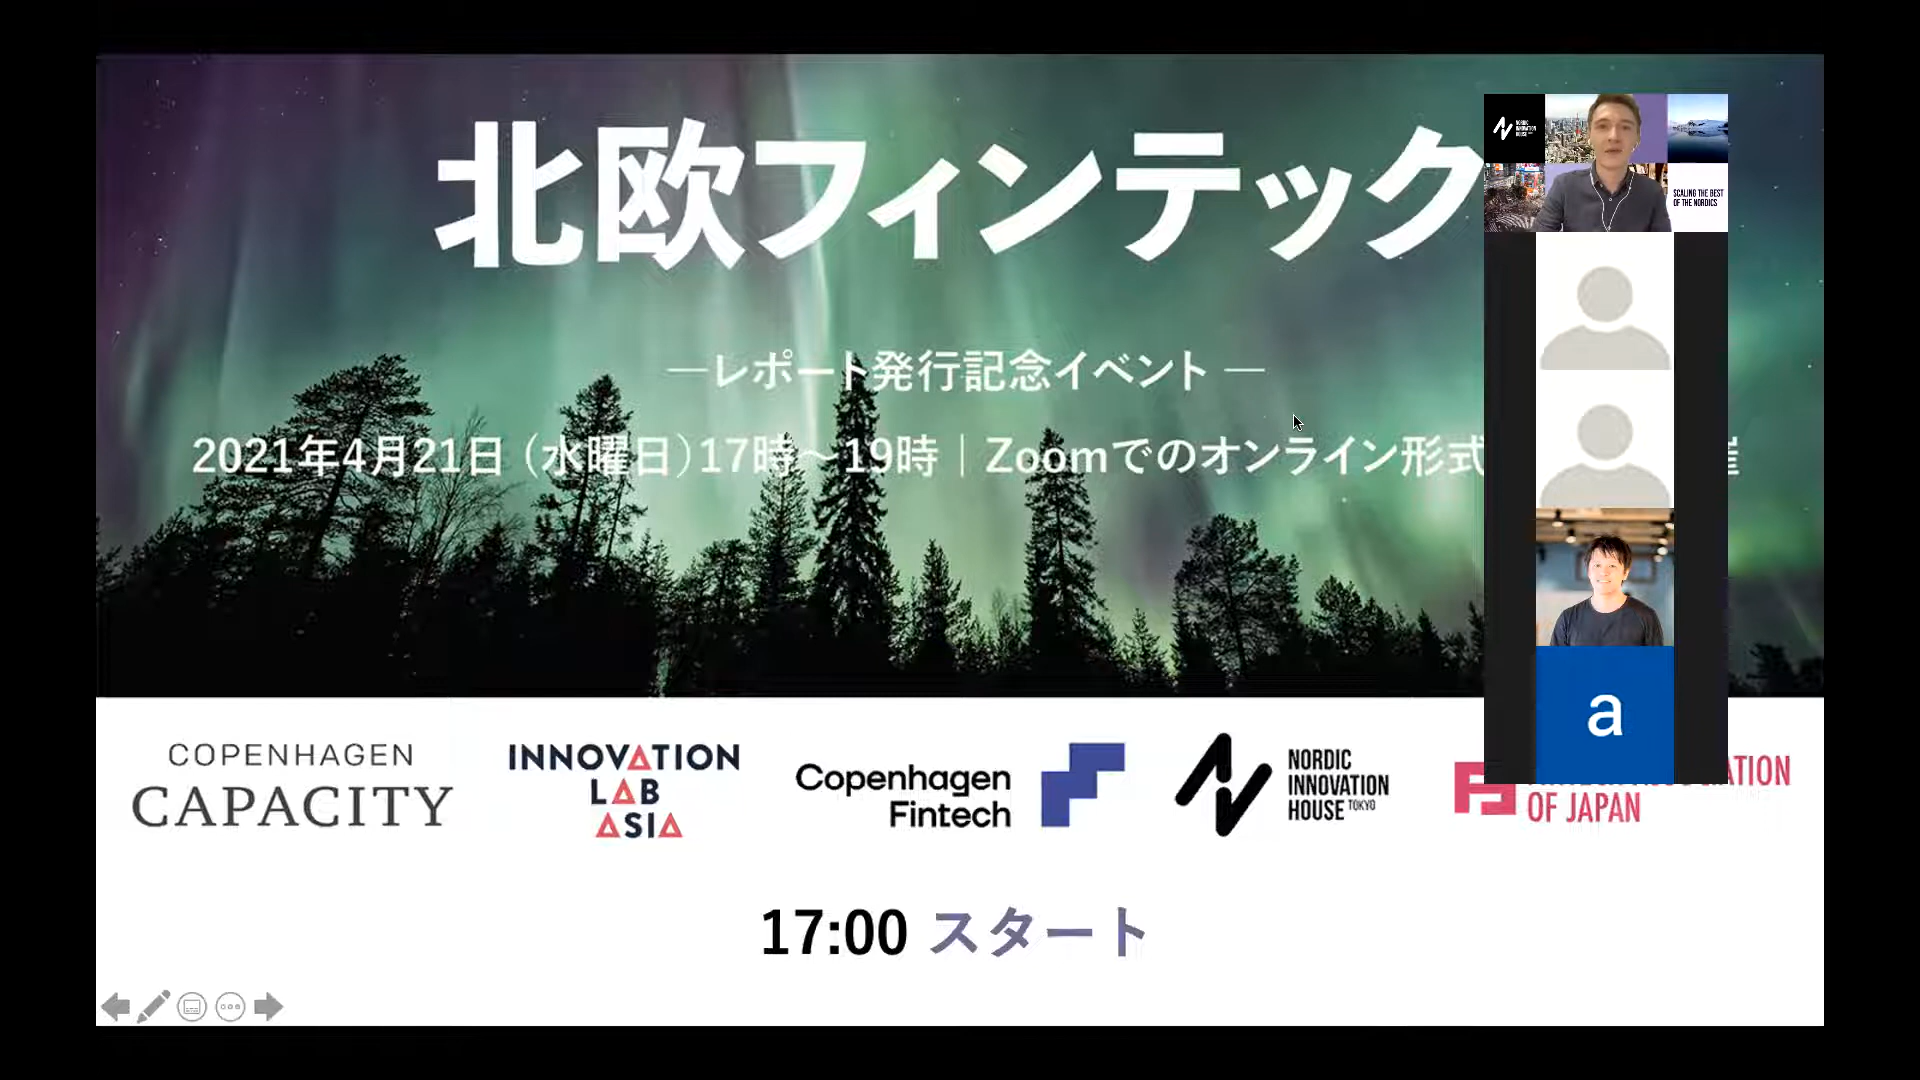 北欧フィンテック
―レポート発行記念イベント ―
2021年4月21日（水曜日）17時～19時｜Zoomでのオンライン形式
催
NORDIC
INNOVATION
HOUSE
SCALING THE BEST
OF THE NORDICS
a
COPENHAGEN
CAPACITY
INNOVATION
LAB
ASIA
Copenhagen
Fintech
NORDIC
INNOVATION
HOUSE TOKYO
OF JAPAN
17:00 スタート